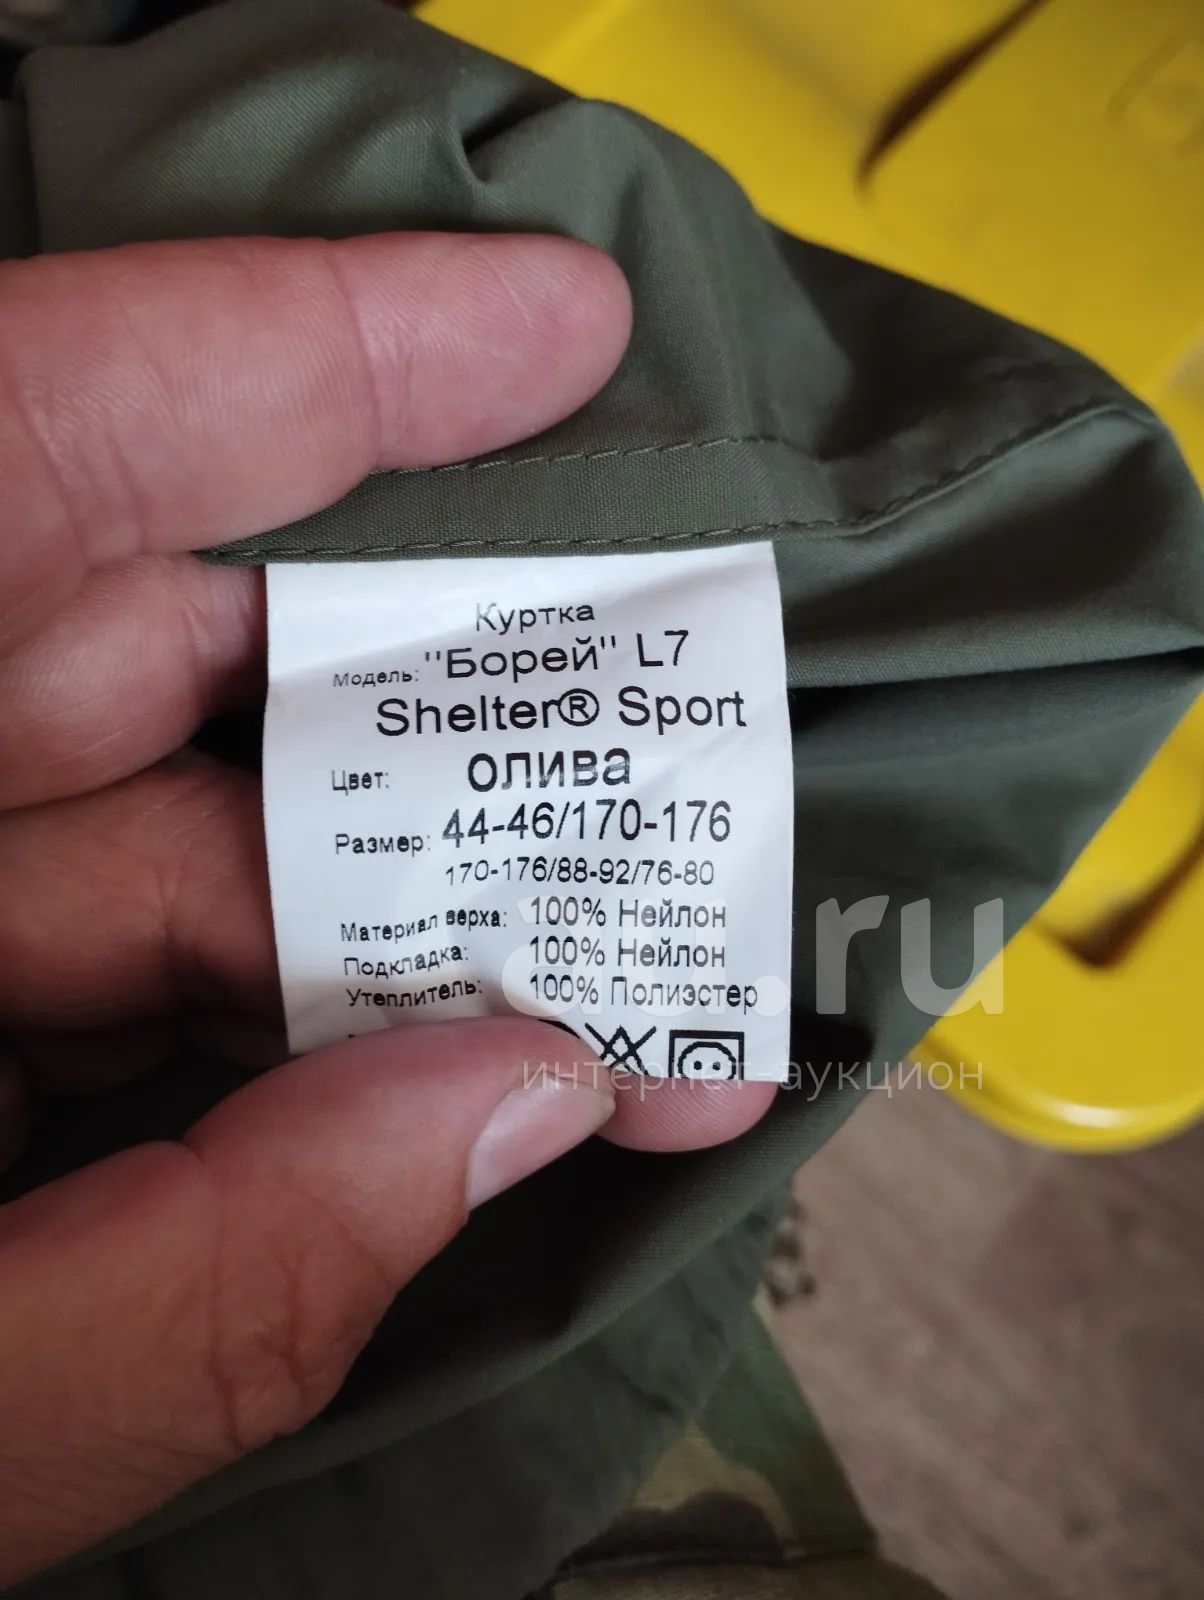 Куртка
Модель: "Борей" L7
Shelter® Sport
Цвет: олива
Размер: 44-46/170-176
170-176/88-92/76-80
Материал верха: 100% Нейлон
Подкладка: 100% Нейлон
Утеплитель: 100% Полиэстер
au.ru
интернет-аукцион